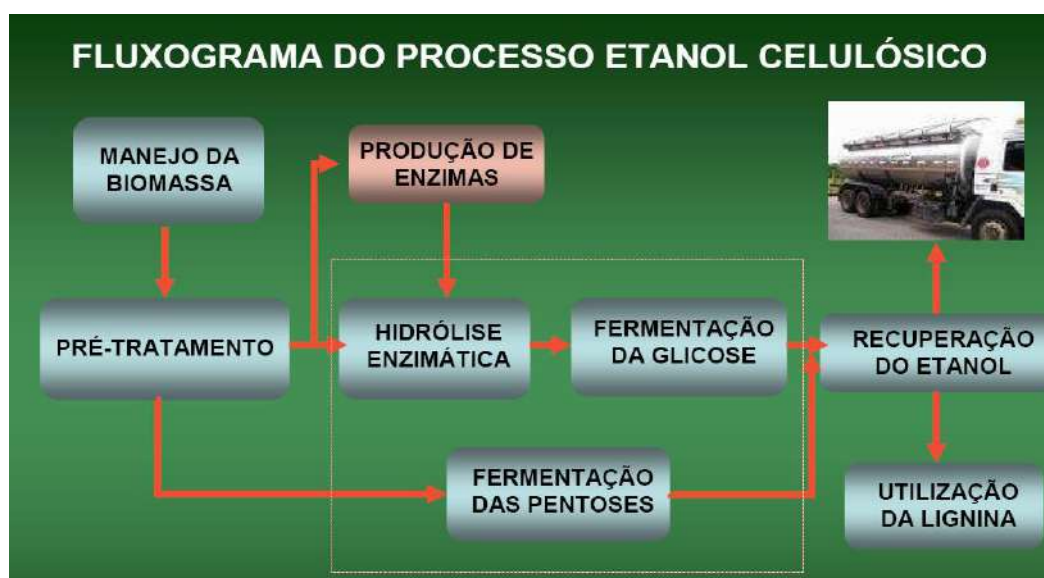 FLUXOGRAMA DO PROCESSO ETANOL CELULÓSICO
MANEJO DA
BIOMASSA
PRODUÇÃO DE
ENZIMAS
PRÉ-TRATAMENTO
HIDRÓLISE
ENZIMÁTICA
FERMENTAÇÃO
DA GLICOSE
RECUPERAÇÃO
DO ETANOL
FERMENTAÇÃO
DAS PENTOSES
UTILIZAÇÃO
DA LIGNINA